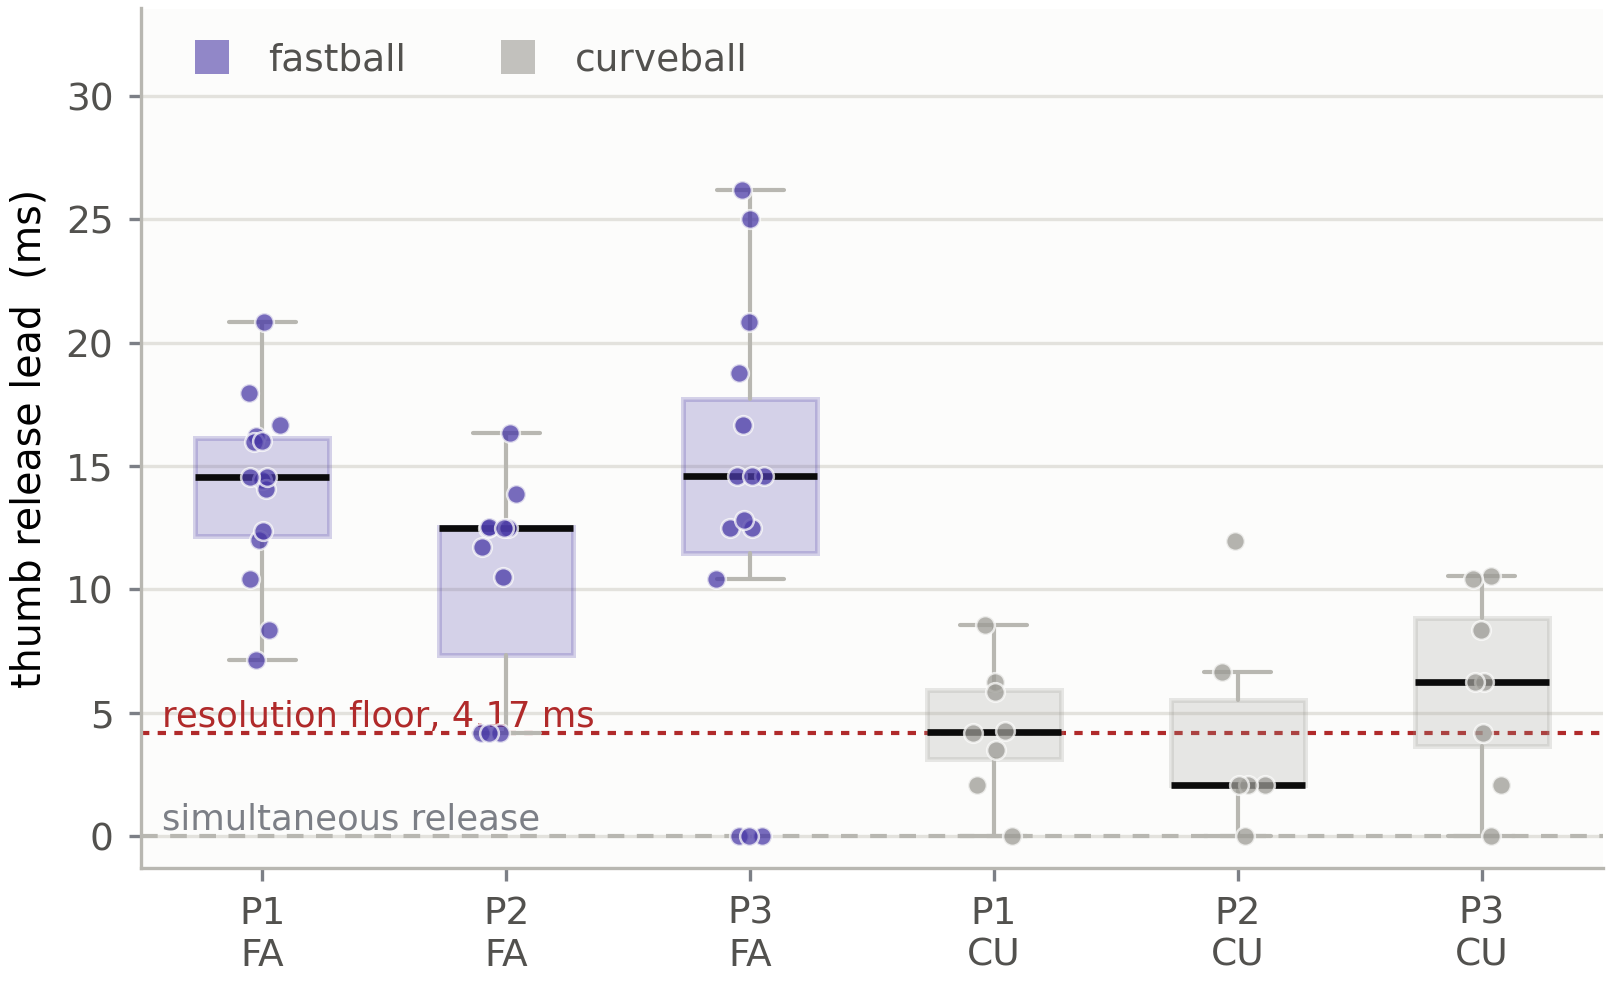 fastball
curveball
30
25
20
15
10
5
0
thumb release lead (ms)
resolution floor, 4.17 ms
simultaneous release
P1
FA
P2
FA
P3
FA
P1
CU
P2
CU
P3
CU